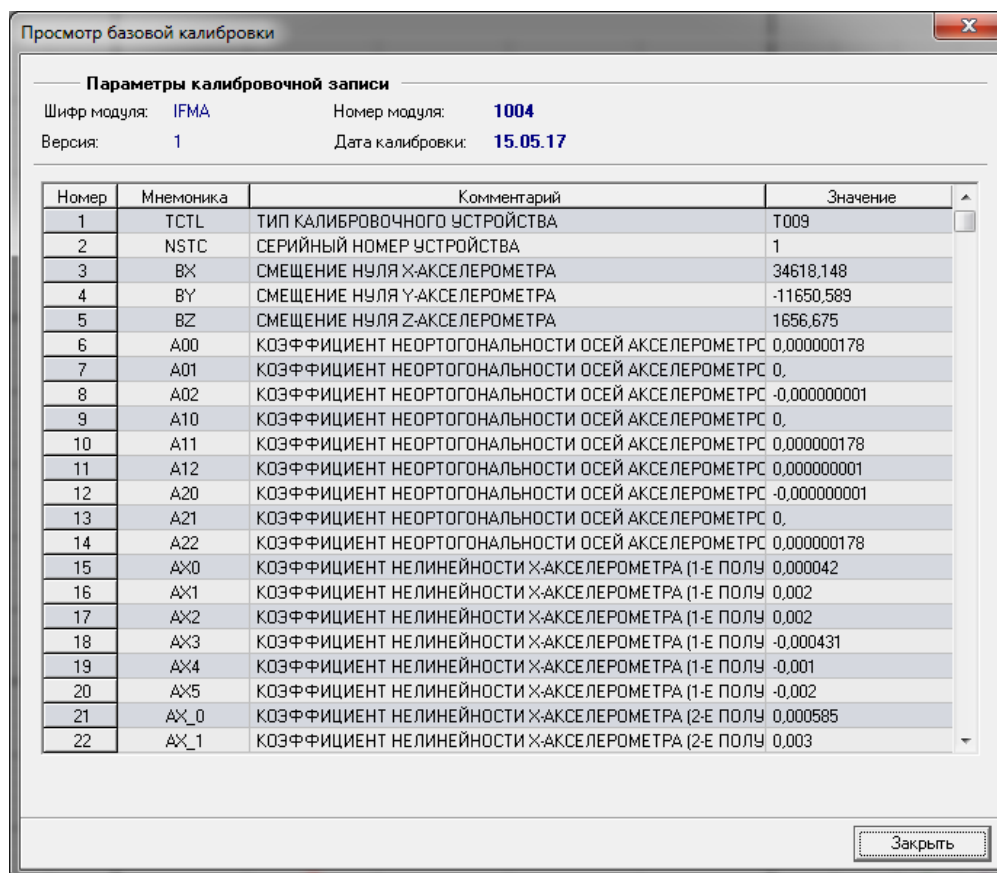 Просмотр базовой калибровки
Параметры калибровочной записи
Шифр модуля: IFMA Номер модуля: 1004
Версия: 1 Дата калибровки: 15.05.17
Номер Мнемоника Комментарий Значение
1 TCTL ТИП КАЛИБРОВОЧНОГО УСТРОЙСТВА T009
2 NSTC СЕРИЙНЫЙ НОМЕР УСТРОЙСТВА 1
3 BX СМЕЩЕНИЕ НУЛЯ X-АКСЕЛЕРОМЕТРА 34618,148
4 BY СМЕЩЕНИЕ НУЛЯ Y-АКСЕЛЕРОМЕТРА -11650,589
5 BZ СМЕЩЕНИЕ НУЛЯ Z-АКСЕЛЕРОМЕТРА 1656,675
6 A00 КОЭФФИЦИЕНТ НЕОРТОГОНАЛЬНОСТИ ОСЕЙ АКСЕЛЕРОМЕТРО 0,000000178
7 A01 КОЭФФИЦИЕНТ НЕОРТОГОНАЛЬНОСТИ ОСЕЙ АКСЕЛЕРОМЕТРО 0,
8 A02 КОЭФФИЦИЕНТ НЕОРТОГОНАЛЬНОСТИ ОСЕЙ АКСЕЛЕРОМЕТРО -0,000000001
9 A10 КОЭФФИЦИЕНТ НЕОРТОГОНАЛЬНОСТИ ОСЕЙ АКСЕЛЕРОМЕТРО 0,
10 A11 КОЭФФИЦИЕНТ НЕОРТОГОНАЛЬНОСТИ ОСЕЙ АКСЕЛЕРОМЕТРО 0,000000178
11 A12 КОЭФФИЦИЕНТ НЕОРТОГОНАЛЬНОСТИ ОСЕЙ АКСЕЛЕРОМЕТРО 0,000000001
12 A20 КОЭФФИЦИЕНТ НЕОРТОГОНАЛЬНОСТИ ОСЕЙ АКСЕЛЕРОМЕТРО -0,000000001
13 A21 КОЭФФИЦИЕНТ НЕОРТОГОНАЛЬНОСТИ ОСЕЙ АКСЕЛЕРОМЕТРО 0,
14 A22 КОЭФФИЦИЕНТ НЕОРТОГОНАЛЬНОСТИ ОСЕЙ АКСЕЛЕРОМЕТРО 0,000000178
15 AX0 КОЭФФИЦИЕНТ НЕЛИНЕЙНОСТИ X-АКСЕЛЕРОМЕТРА (1-Е ПОЛУ 0,000042
16 AX1 КОЭФФИЦИЕНТ НЕЛИНЕЙНОСТИ X-АКСЕЛЕРОМЕТРА (1-Е ПОЛУ 0,002
17 AX2 КОЭФФИЦИЕНТ НЕЛИНЕЙНОСТИ X-АКСЕЛЕРОМЕТРА (1-Е ПОЛУ 0,002
18 AX3 КОЭФФИЦИЕНТ НЕЛИНЕЙНОСТИ X-АКСЕЛЕРОМЕТРА (1-Е ПОЛУ -0,000431
19 AX4 КОЭФФИЦИЕНТ НЕЛИНЕЙНОСТИ X-АКСЕЛЕРОМЕТРА (1-Е ПОЛУ -0,001
20 AX5 КОЭФФИЦИЕНТ НЕЛИНЕЙНОСТИ X-АКСЕЛЕРОМЕТРА (1-Е ПОЛУ -0,002
21 AX_0 КОЭФФИЦИЕНТ НЕЛИНЕЙНОСТИ X-АКСЕЛЕРОМЕТРА (2-Е ПОЛУ 0,000585
22 AX_1 КОЭФФИЦИЕНТ НЕЛИНЕЙНОСТИ X-АКСЕЛЕРОМЕТРА (2-Е ПОЛУ 0,003
Закрыть